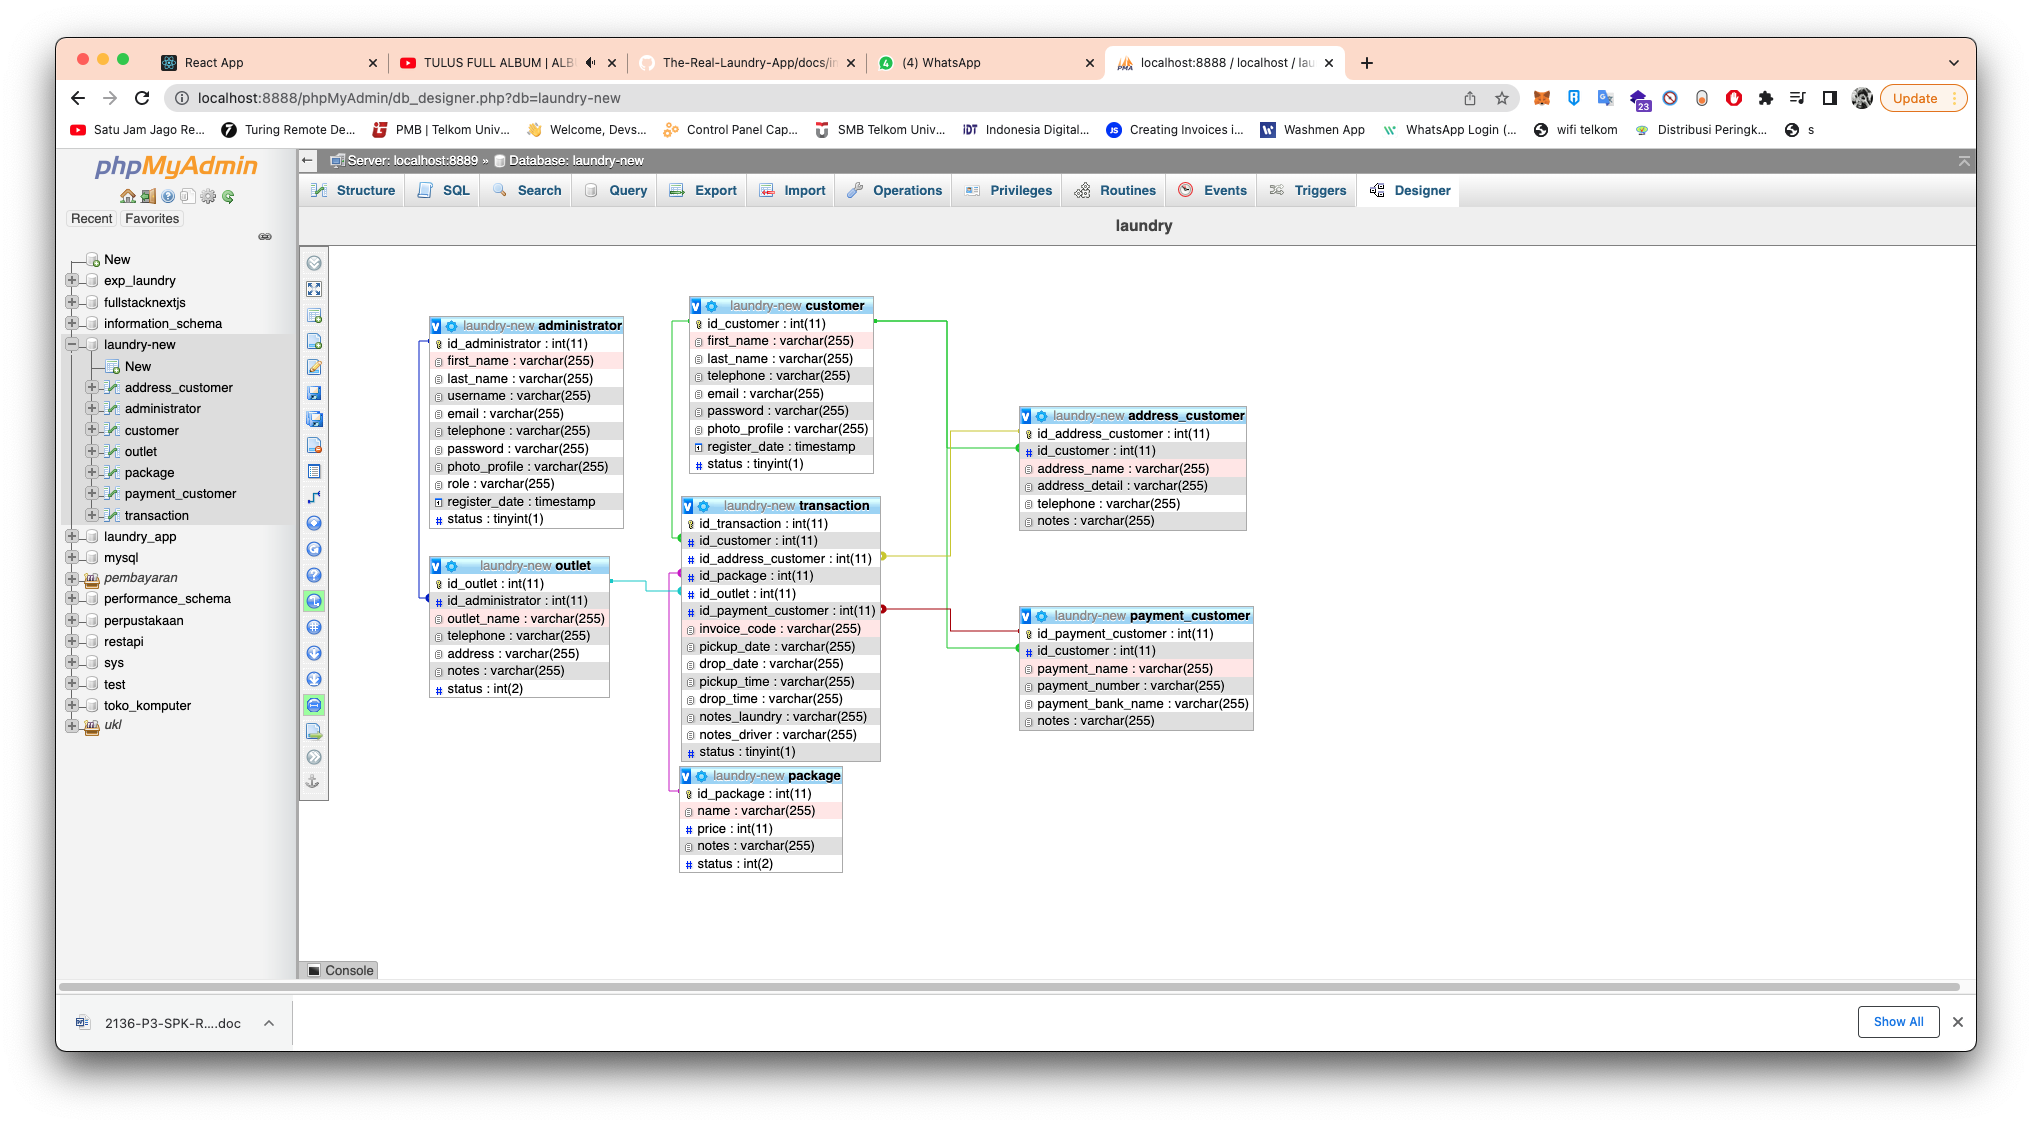 React App
TULUS FULL ALBUM | ALB
The-Real-Laundry-App/docs/in
(4) WhatsApp
localhost:8888 / localhost / lau
localhost:8888/phpMyAdmin/db_designer.php?db=laundry-new
23
Update
Satu Jam Jago Re...
Turing Remote De...
PMB | Telkom Univ...
Welcome, Devs...
Control Panel Cap...
SMB Telkom Univ...
Indonesia Digital...
Creating Invoices i...
Washmen App
WhatsApp Login (...
wifi telkom
Distribusi Peringk...
s
phpMyAdmin
Recent
Favorites
New
exp_laundry
fullstacknextjs
information_schema
laundry-new
New
address_customer
administrator
customer
outlet
package
payment_customer
transaction
laundry_app
mysql
pembayaran
performance_schema
perpustakaan
restapi
sys
test
toko_komputer
ukl
Server: localhost:8889 » Database: laundry-new
Structure
SQL
Search
Query
Export
Import
Operations
Privileges
Routines
Events
Triggers
Designer
laundry
laundry-new administrator
id_administrator : int(11)
first_name : varchar(255)
last_name : varchar(255)
username : varchar(255)
email : varchar(255)
telephone : varchar(255)
password : varchar(255)
photo_profile : varchar(255)
role : varchar(255)
register_date : timestamp
status : tinyint(1)
laundry-new outlet
id_outlet : int(11)
id_administrator : int(11)
outlet_name : varchar(255)
telephone : varchar(255)
address : varchar(255)
notes : varchar(255)
status : int(2)
laundry-new customer
id_customer : int(11)
first_name : varchar(255)
last_name : varchar(255)
telephone : varchar(255)
email : varchar(255)
password : varchar(255)
photo_profile : varchar(255)
register_date : timestamp
status : tinyint(1)
laundry-new transaction
id_transaction : int(11)
id_customer : int(11)
id_address_customer : int(11)
id_package : int(11)
id_outlet : int(11)
id_payment_customer : int(11)
invoice_code : varchar(255)
pickup_date : varchar(255)
drop_date : varchar(255)
pickup_time : varchar(255)
drop_time : varchar(255)
notes_laundry : varchar(255)
notes_driver : varchar(255)
status : tinyint(1)
laundry-new package
id_package : int(11)
name : varchar(255)
price : int(11)
notes : varchar(255)
status : int(2)
laundry-new address_customer
id_address_customer : int(11)
id_customer : int(11)
address_name : varchar(255)
address_detail : varchar(255)
telephone : varchar(255)
notes : varchar(255)
laundry-new payment_customer
id_payment_customer : int(11)
id_customer : int(11)
payment_name : varchar(255)
payment_number : varchar(255)
payment_bank_name : varchar(255)
notes : varchar(255)
Console
2136-P3-SPK-R....doc
Show All